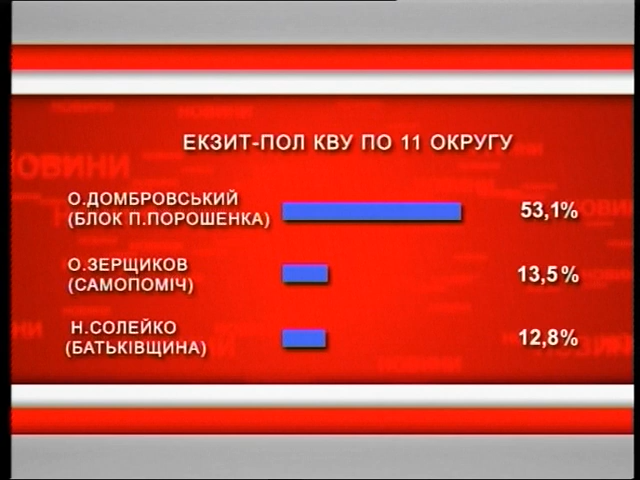 ЕКЗИТ-ПОЛ КВУ ПО 11 ОКРУГУ
О.ДОМБРОВСЬКИЙ
(БЛОК П.ПОРОШЕНКА)
53,1%
О.ЗЕРЩИКОВ
(САМОПОМІЧ)
13,5%
Н.СОЛЕЙКО
(БАТЬКІВЩИНА)
12,8%
НОВИНИ